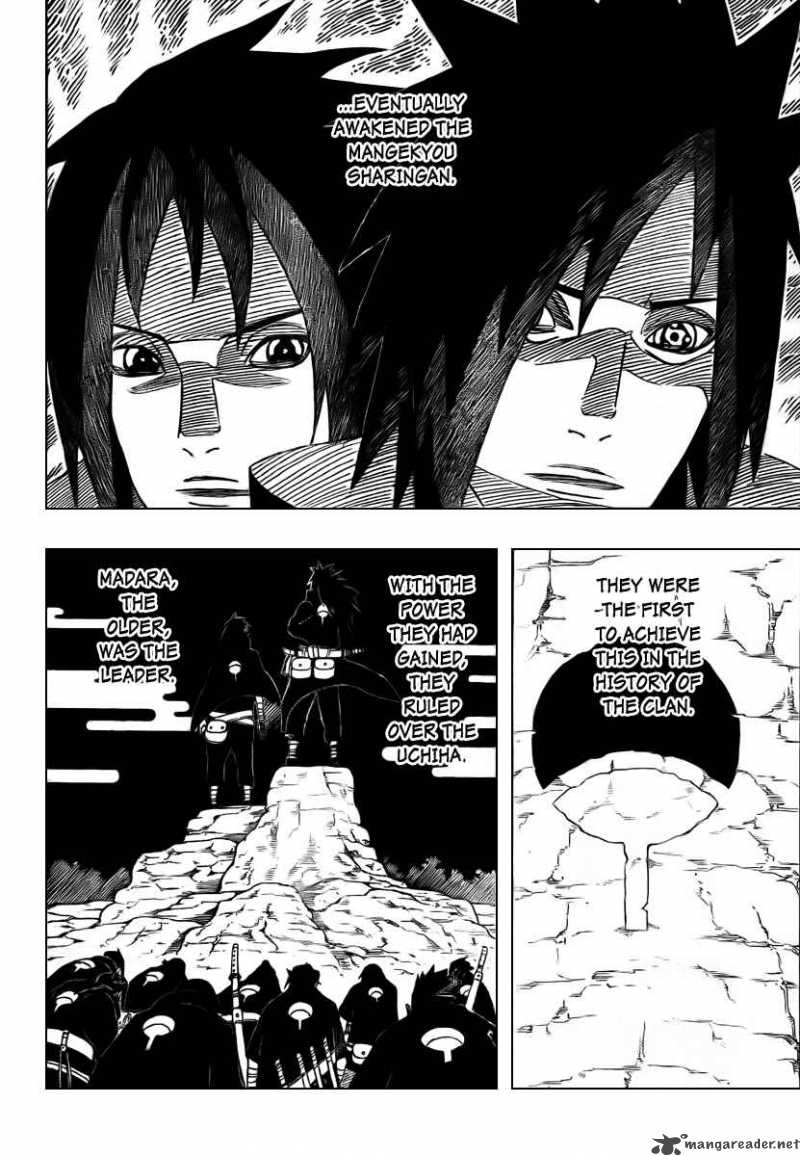 ...EVENTUALLY
AWAKENED THE
MANGEKYOU
SHARINGAN.
THEY WERE
THE FIRST
TO ACHIEVE
THIS IN THE
HISTORY OF
THE CLAN.
WITH THE
POWER
THEY HAD
GAINED,
THEY
RULED
OVER THE
UCHIHA.
MADARA,
THE
OLDER,
WAS THE
LEADER.
mangareader.net